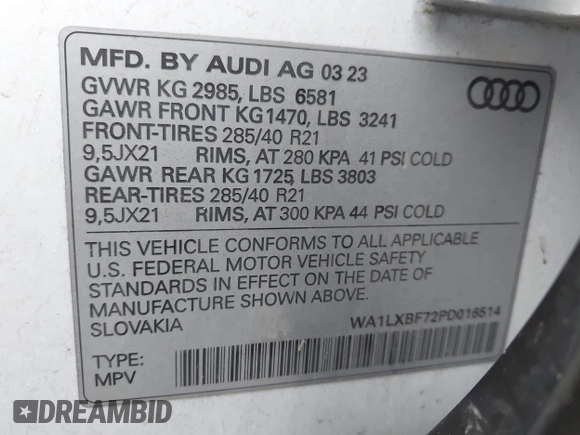 MFD. BY AUDI AG 03 23
GVWR KG 2985, LBS 6581
GAWR FRONT KG1470, LBS 3241
FRONT-TIRES 285/40 R21
9,5JX21 RIMS, AT 280 KPA 41 PSI COLD
GAWR REAR KG 1725, LBS 3803
REAR-TIRES 285/40 R21
9,5JX21 RIMS, AT 300 KPA 44 PSI COLD
THIS VEHICLE CONFORMS TO ALL APPLICABLE
U.S. FEDERAL MOTOR VEHICLE SAFETY
STANDARDS IN EFFECT ON THE DATE OF
MANUFACTURE SHOWN ABOVE.
SLOVAKIA
WA1LXBF72PD016514
TYPE:
MPV
DREAMBID